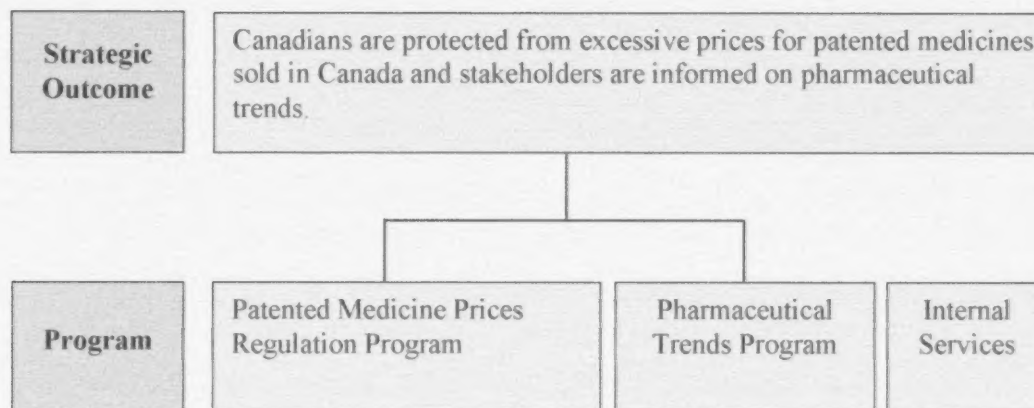 Strategic
Outcome
Canadians are protected from excessive prices for patented medicines
sold in Canada and stakeholders are informed on pharmaceutical
trends.
Program
Patented Medicine Prices
Regulation Program
Pharmaceutical
Trends Program
Internal
Services